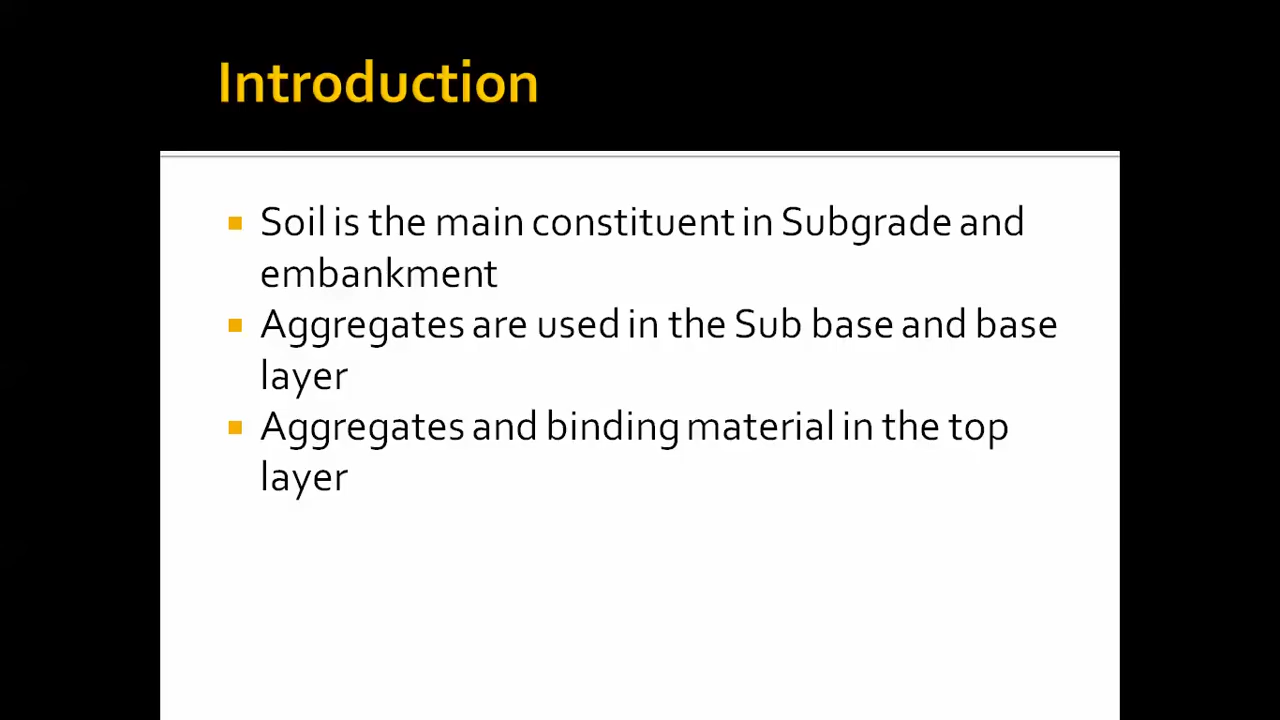 Introduction
Soil is the main constituent in Subgrade and
embankment
Aggregates are used in the Sub base and base
layer
Aggregates and binding material in the top
layer